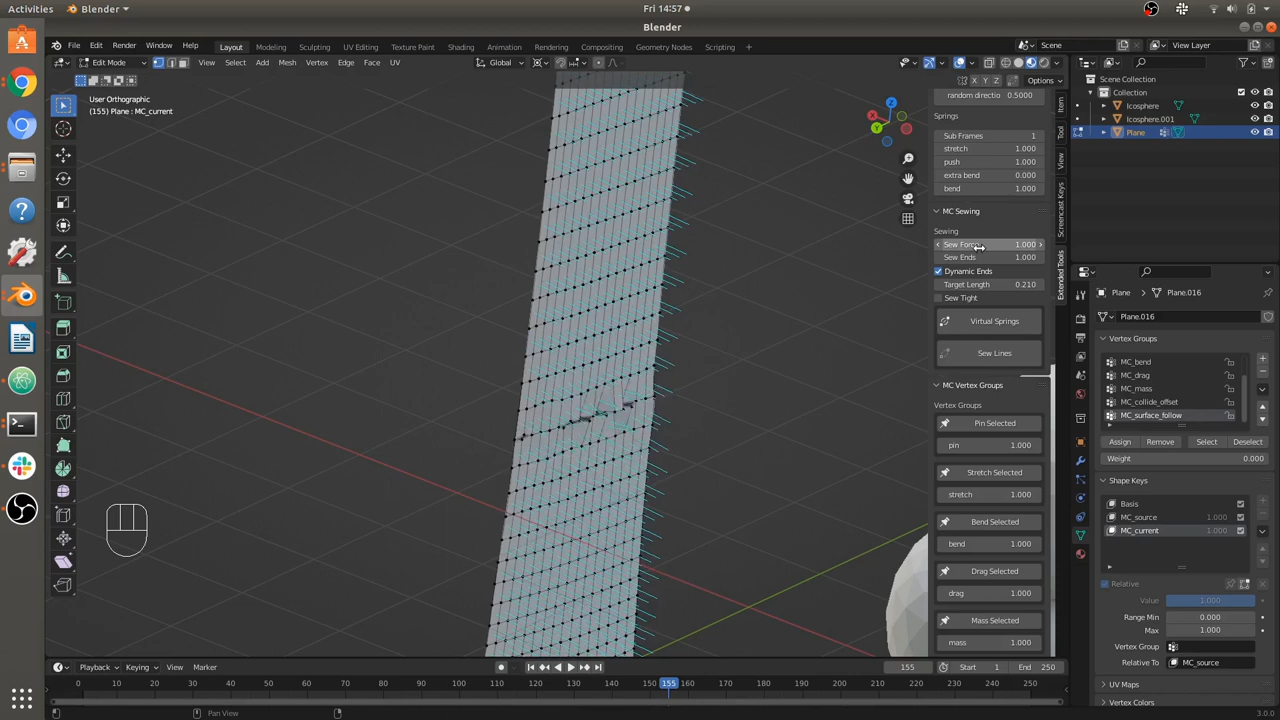 Activities
Blender
Fri 14:57
Blender
File
Edit
Render
Window
Help
Layout
Modeling
Sculpting
UV Editing
Texture Paint
Shading
Animation
Rendering
Compositing
Geometry Nodes
Scripting
Scene
View Layer
Edit Mode
View
Select
Add
Mesh
Vertex
Edge
Face
UV
Global
X
Y
Z
Options
User Orthographic
(155) Plane : MC_current
Z
X
Y
random directio 0.5000
Springs
Sub Frames 1
stretch 1.000
push 1.000
extra bend 0.000
bend 1.000
MC Sewing
Sewing
Sew Force 1.000
Sew Ends 1.000
Dynamic Ends
Target Length 0.210
Sew Tight
Virtual Springs
Sew Lines
MC Vertex Groups
Vertex Groups
Pin Selected
pin 1.000
Stretch Selected
stretch 1.000
Bend Selected
bend 1.000
Drag Selected
drag 1.000
Mass Selected
mass 1.000
Item
Tool
View
Screencast Keys
Extended Tools
Scene Collection
Collection
Icosphere
Icosphere.001
Plane
Plane
Plane.016
Plane.016
Vertex Groups
MC_bend
MC_drag
MC_mass
MC_collide_offset
MC_surface_follow
Assign
Remove
Select
Deselect
Weight 0.000
Shape Keys
Basis
MC_source 1.000
MC_current 1.000
Relative
Value 1.000
Range Min 0.000
Max 1.000
Vertex Group
Relative To MC_source
UV Maps
Vertex Colors
Playback
Keying
View
Marker
155
Start 1
End 250
0 10 20 30 40 50 60 70 80 90 100 110 120 130 140 150 155 160 170 180 190 200 210 220 230 240 250
Pan View
3.0.0